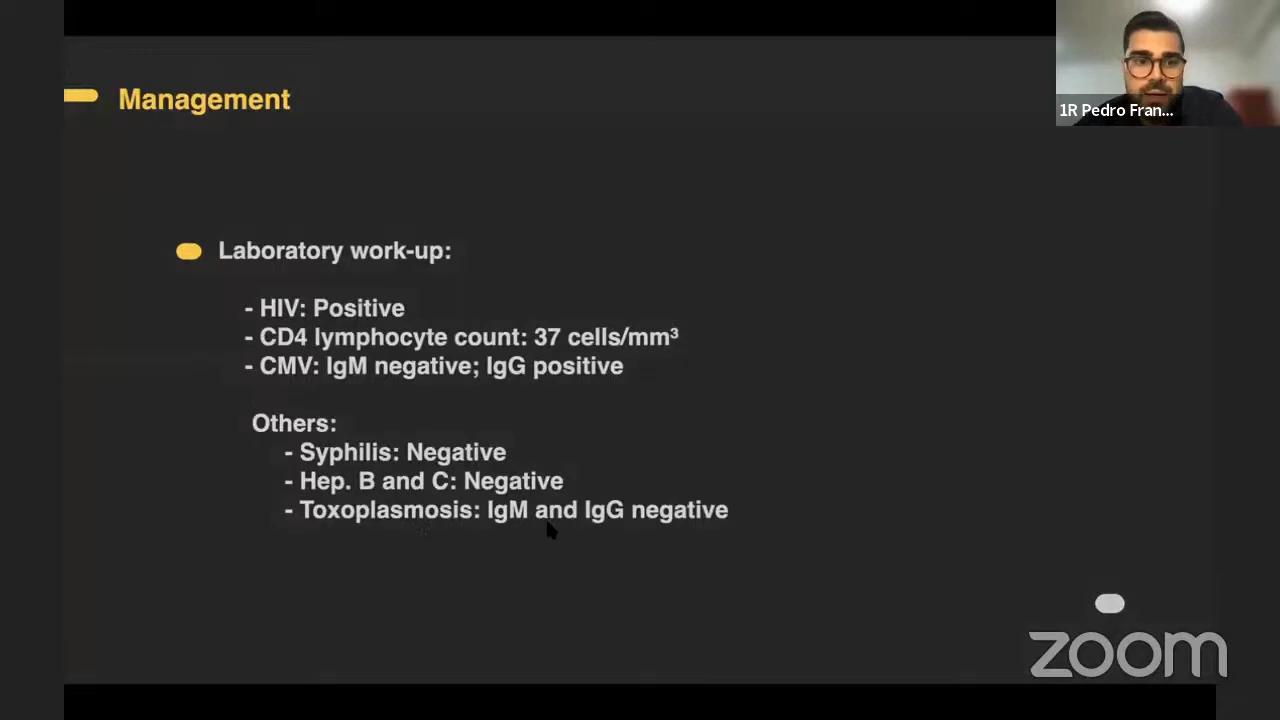 Management
1R Pedro Fran...
Laboratory work-up:
- HIV: Positive
- CD4 lymphocyte count: 37 cells/mm³
- CMV: IgM negative; IgG positive
Others:
- Syphilis: Negative
- Hep. B and C: Negative
- Toxoplasmosis: IgM and IgG negative
zoom